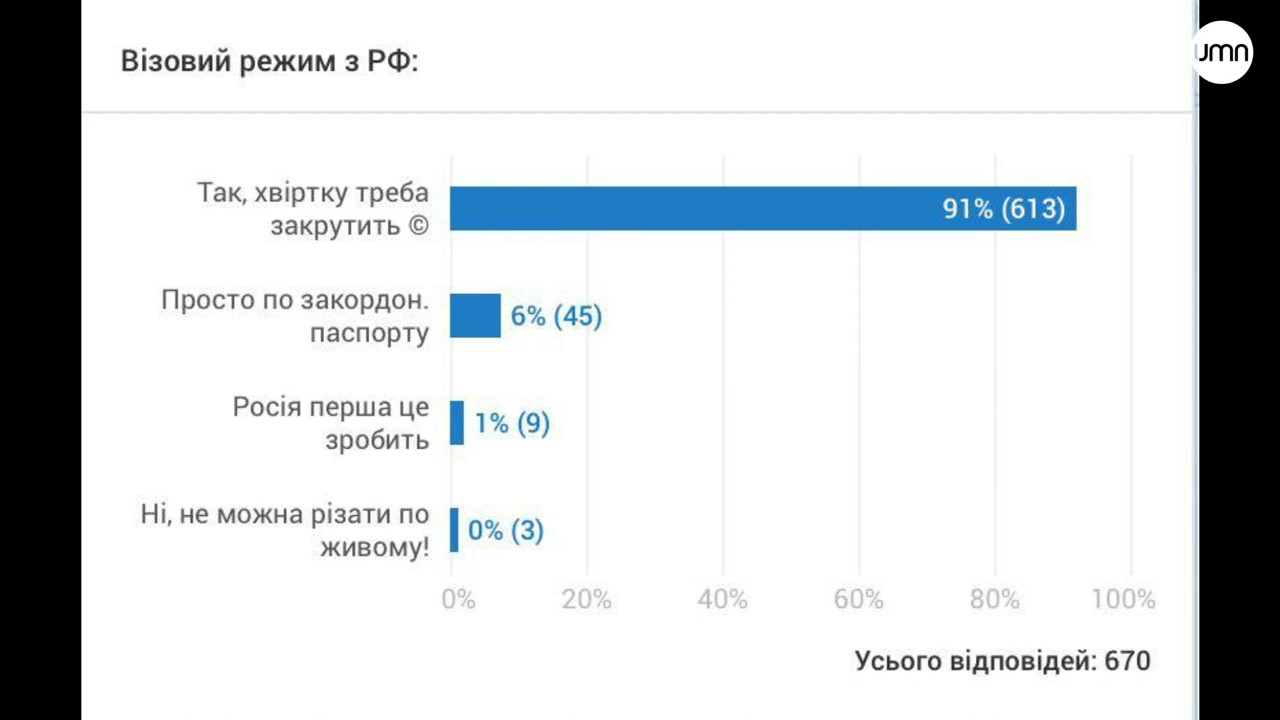 Візовий режим з РФ:
umn
Так, хвіртку треба
закрутить ©
91% (613)
Просто по закордон.
паспорту
6% (45)
Росія перша це
зробить
1% (9)
Ні, не можна різати по
живому!
0% (3)
0% 20% 40% 60% 80% 100%
Усього відповідей: 670